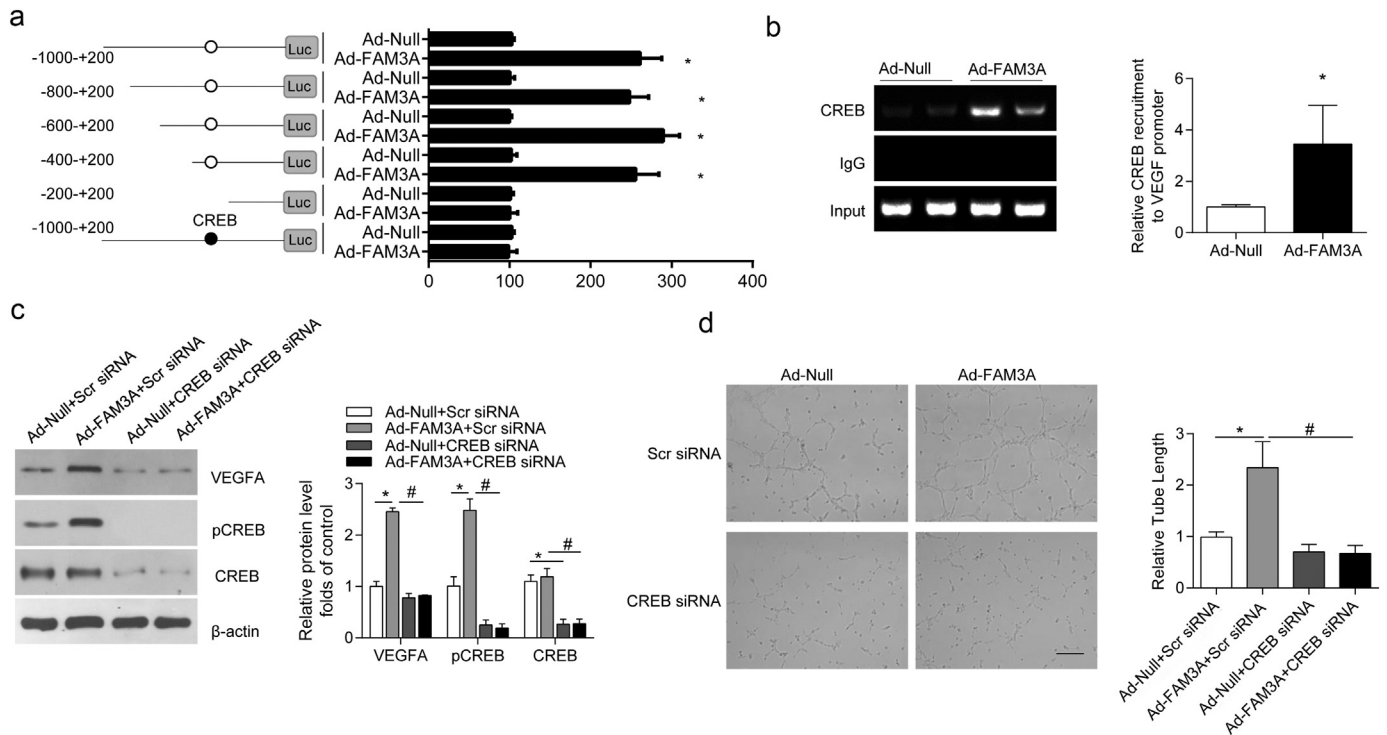 a
-1000-+200
Luc
Ad-Null
Ad-FAM3A
*
-800-+200
Luc
Ad-Null
Ad-FAM3A
*
-600-+200
Luc
Ad-Null
Ad-FAM3A
*
-400-+200
Luc
Ad-Null
Ad-FAM3A
*
-200-+200
Luc
Ad-Null
Ad-FAM3A
-1000-+200
CREB
Luc
Ad-Null
Ad-FAM3A
0 100 200 300 400
b
Ad-Null Ad-FAM3A
CREB
IgG
Input
Relative CREB recruitment
to VEGF promoter
6
4
2
0
*
Ad-Null Ad-FAM3A
c
Ad-Null+Scr siRNA
Ad-FAM3A+Scr siRNA
Ad-Null+CREB siRNA
Ad-FAM3A+CREB siRNA
VEGFA
pCREB
CREB
β-actin
Ad-Null+Scr siRNA
Ad-FAM3A+Scr siRNA
Ad-Null+CREB siRNA
Ad-FAM3A+CREB siRNA
Relative protein level
folds of control
3
2
1
0
* # * # * #
VEGFA pCREB CREB
d
Ad-Null Ad-FAM3A
Scr siRNA
CREB siRNA
Relative Tube Length
3
2
1
0
* #
Ad-Null+Scr siRNA
Ad-FAM3A+Scr siRNA
Ad-Null+CREB siRNA
Ad-FAM3A+CREB siRNA